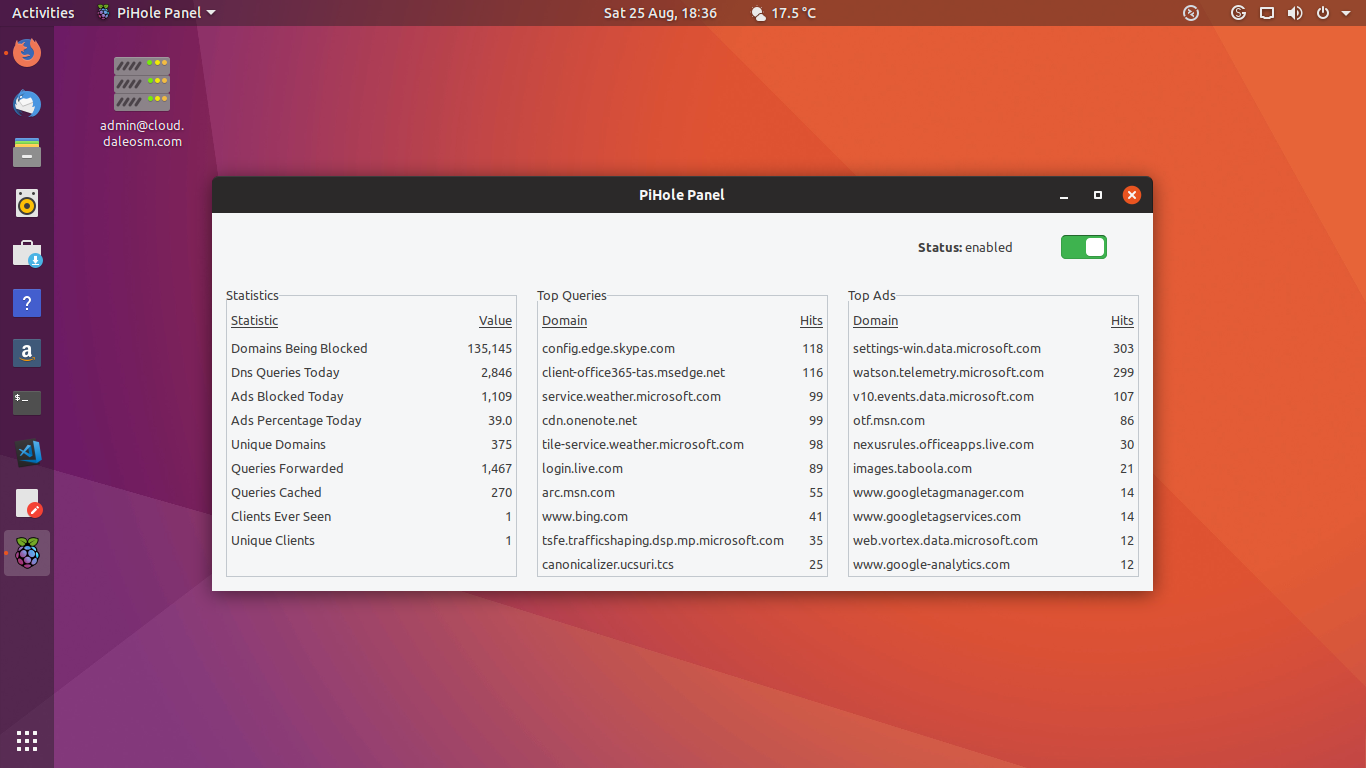 Activities PiHole Panel Sat 25 Aug, 18:36 17.5 °C
admin@cloud.
daleosm.com
PiHole Panel
Status: enabled
Statistics
Statistic Value
Domains Being Blocked 135,145
Dns Queries Today 2,846
Ads Blocked Today 1,109
Ads Percentage Today 39.0
Unique Domains 375
Queries Forwarded 1,467
Queries Cached 270
Clients Ever Seen 1
Unique Clients 1
Top Queries
Domain Hits
config.edge.skype.com 118
client-office365-tas.msedge.net 116
service.weather.microsoft.com 99
cdn.onenote.net 99
tile-service.weather.microsoft.com 98
login.live.com 89
arc.msn.com 55
www.bing.com 41
tsfe.trafficshaping.dsp.mp.microsoft.com 35
canonicalizer.ucsuri.tcs 25
Top Ads
Domain Hits
settings-win.data.microsoft.com 303
watson.telemetry.microsoft.com 299
v10.events.data.microsoft.com 107
otf.msn.com 86
nexusrules.officeapps.live.com 30
images.taboola.com 21
www.googletagmanager.com 14
www.googletagservices.com 14
web.vortex.data.microsoft.com 12
www.google-analytics.com 12